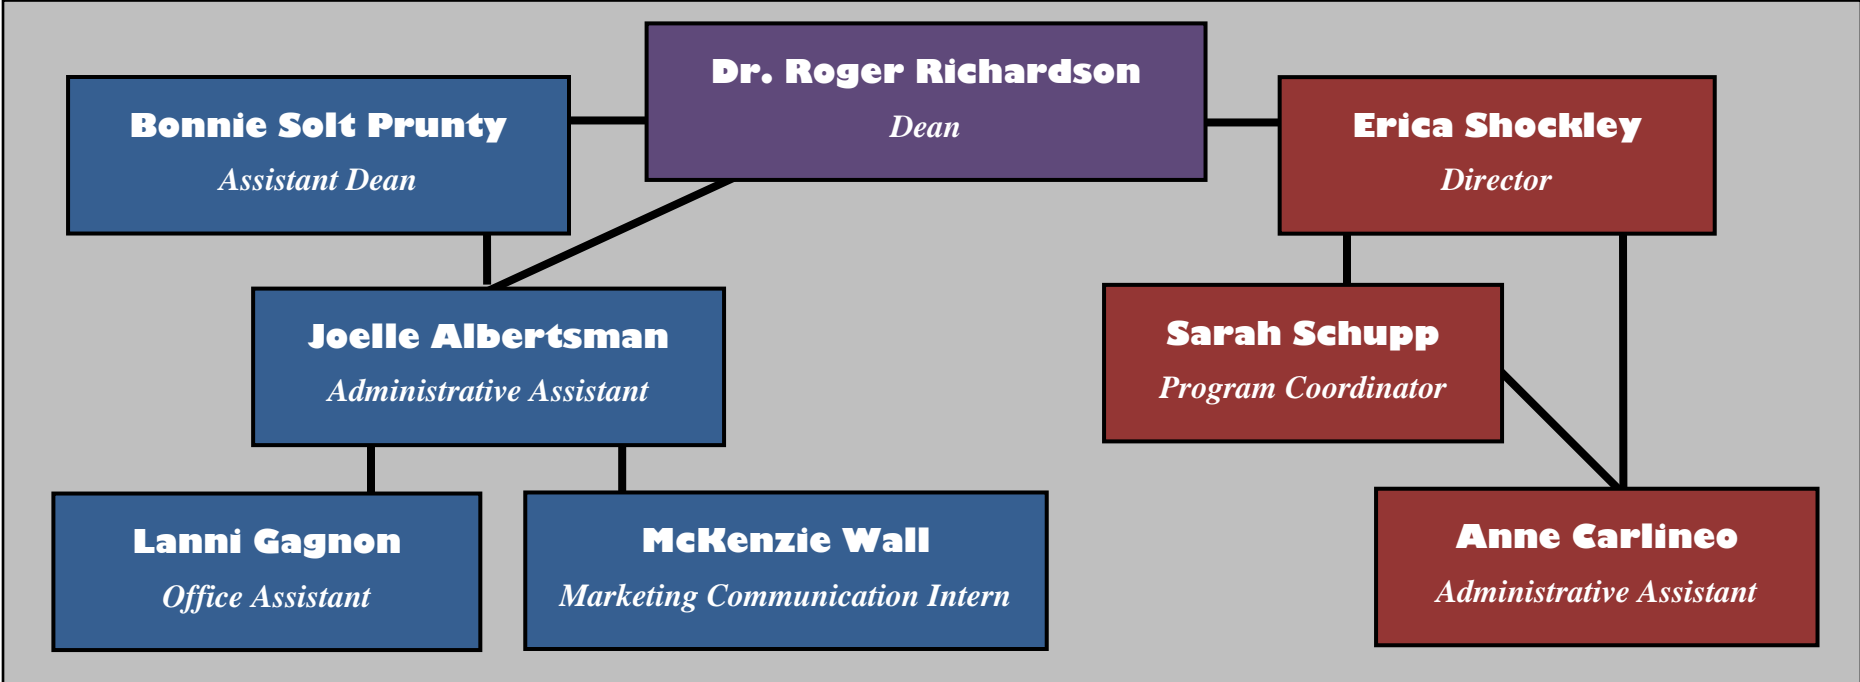 Dr. Roger Richardson
Dean
Bonnie Solt Prunty
Assistant Dean
Erica Shockley
Director
Joelle Albertsman
Administrative Assistant
Sarah Schupp
Program Coordinator
Lanni Gagnon
Office Assistant
McKenzie Wall
Marketing Communication Intern
Anne Carlineo
Administrative Assistant